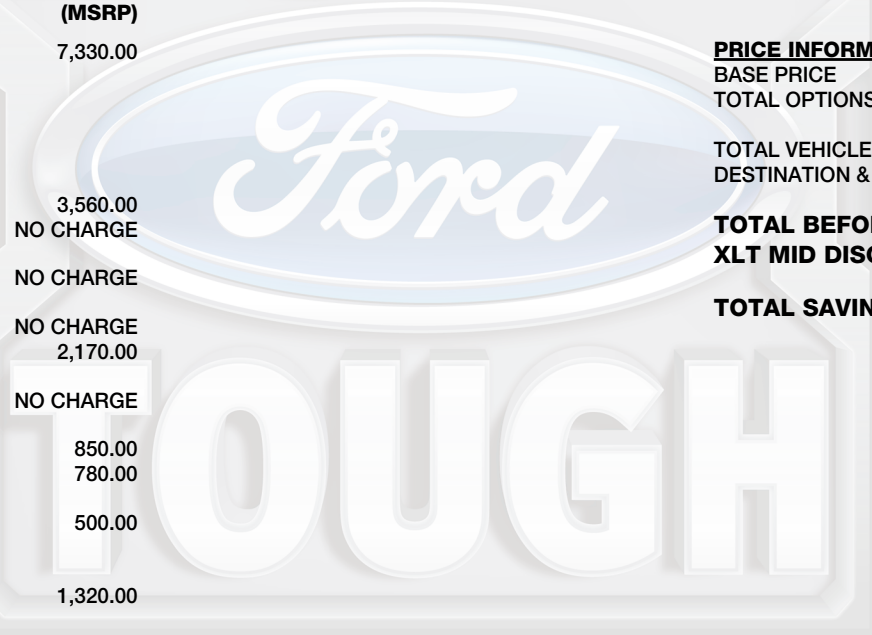 (MSRP)
7,330.00
3,560.00
NO CHARGE
NO CHARGE
NO CHARGE
2,170.00
NO CHARGE
850.00
780.00
500.00
1,320.00
PRICE INFORM
BASE PRICE
TOTAL OPTIONS
TOTAL VEHICLE
DESTINATION &
TOTAL BEFO
XLT MID DISC
TOTAL SAVIN
Ford
TOUGH